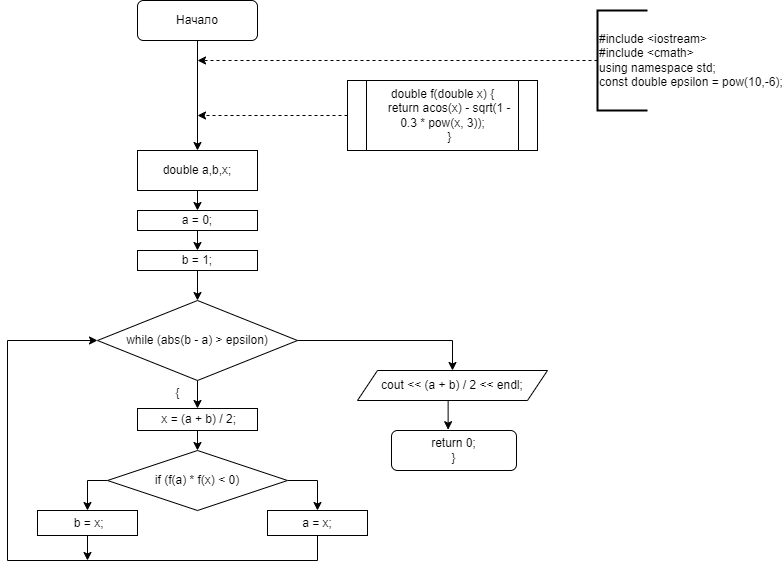 Начало
#include <iostream>
#include <cmath>
using namespace std;
const double epsilon = pow(10,-6);
double f(double x) {
return acos(x) - sqrt(1 -
0.3 * pow(x, 3));
}
double a,b,x;
a = 0;
b = 1;
while (abs(b - a) > epsilon)
{
cout << (a + b) / 2 << endl;
x = (a + b) / 2;
return 0;
}
if (f(a) * f(x) < 0)
b = x;
a = x;